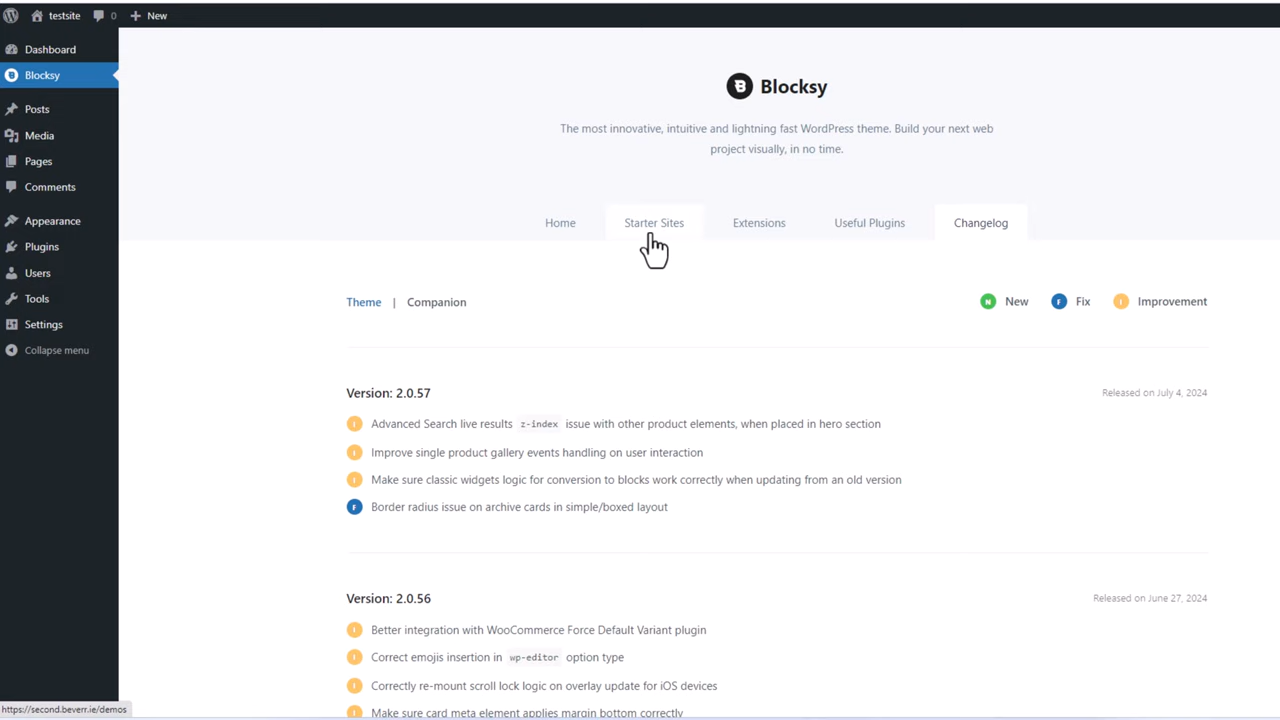 testsite 0 New
Dashboard
Blocksy
Posts
Media
Pages
Comments
Appearance
Plugins
Users
Tools
Settings
Collapse menu
Blocksy
The most innovative, intuitive and lightning fast WordPress theme. Build your next web
project visually, in no time.
Home Starter Sites Extensions Useful Plugins Changelog
Theme | Companion N New F Fix I Improvement
Version: 2.0.57 Released on July 4, 2024
I Advanced Search live results z-index issue with other product elements, when placed in hero section
I Improve single product gallery events handling on user interaction
I Make sure classic widgets logic for conversion to blocks work correctly when updating from an old version
F Border radius issue on archive cards in simple/boxed layout
Version: 2.0.56 Released on June 27, 2024
I Better integration with WooCommerce Force Default Variant plugin
I Correct emojis insertion in wp-editor option type
I Correctly re-mount scroll lock logic on overlay update for iOS devices
I Make sure card meta element applies margin bottom correctly
https://second.beverr.ie/demos